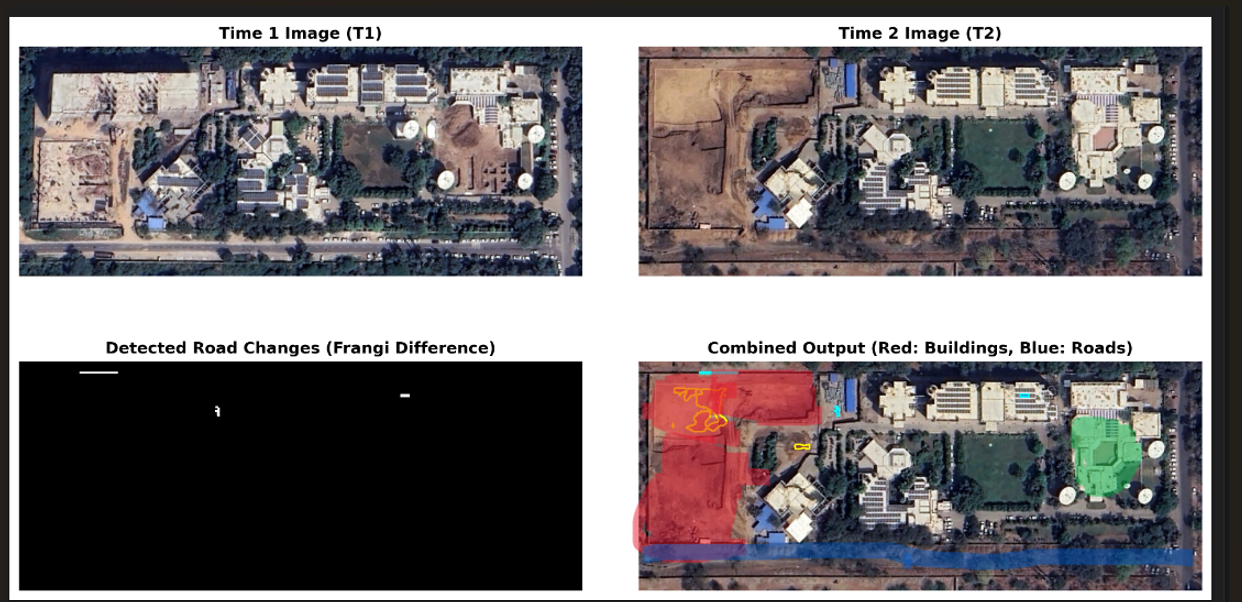 Time 1 Image (T1)
Time 2 Image (T2)
Detected Road Changes (Frangi Difference)
Combined Output (Red: Buildings, Blue: Roads)